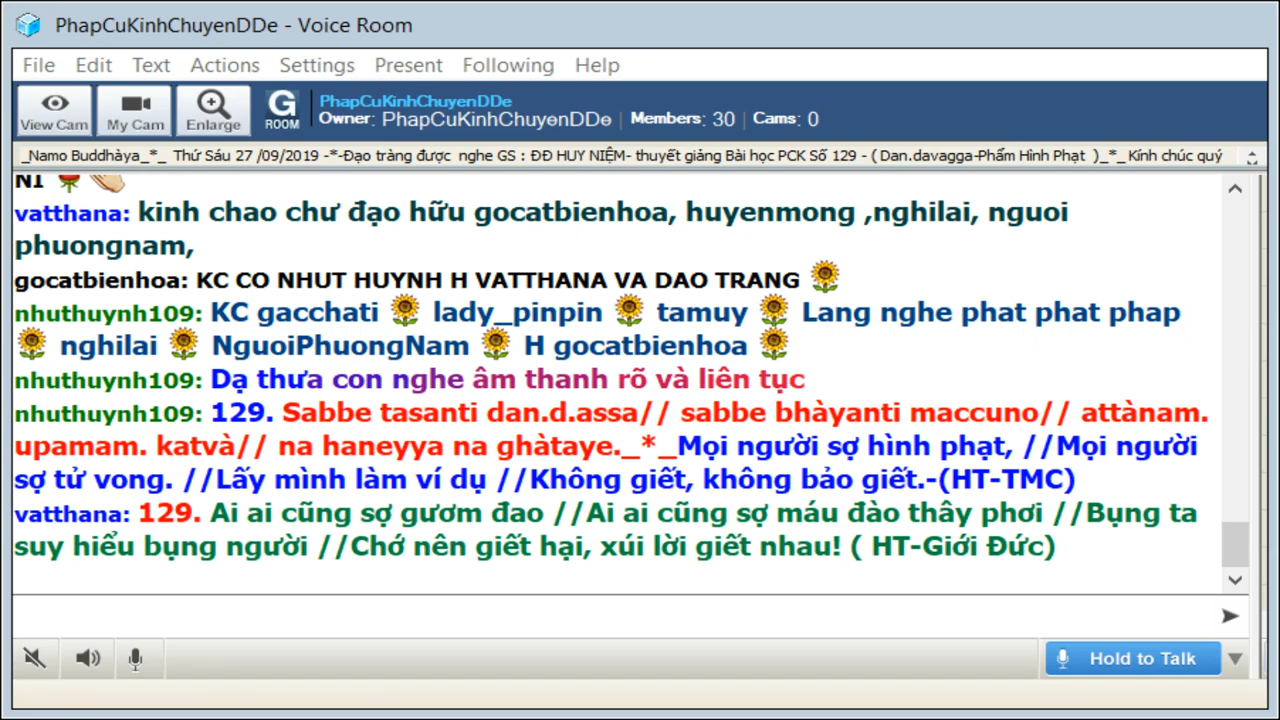 PhapCuKinhChuyenDDe - Voice Room
File Edit Text Actions Settings Present Following Help
View Cam My Cam Enlarge G ROOM PhapCuKinhChuyenDDe
Owner: PhapCuKinhChuyenDDe | Members: 30 | Cams: 0
_Namo Buddhàya_*_ Thứ Sáu 27 /09/2019 -*-Đạo tràng được nghe GS : ĐĐ HUY NIỆM- thuyết giảng Bài học PCK Số 129 - ( Dan.davagga-Phẩm Hình Phạt )_*_ Kính chúc quý
NI
vatthana: kinh chao chư đạo hữu gocatbienhoa, huyenmong ,nghilai, nguoi
phuongnam,
gocatbienhoa: KC CO NHUT HUYNH H VATTHANA VA DAO TRANG
nhuthuynh109: KC gacchati lady_pinpin tamuy Lang nghe phat phat phap
nghilai NguoiPhuongNam H gocatbienhoa
nhuthuynh109: Dạ thưa con nghe âm thanh rõ và liên tục
nhuthuynh109: 129. Sabbe tasanti dan.d.assa// sabbe bhàyanti maccuno// attànam.
upamam. katvà// na haneyya na ghàtaye._*_Mọi người sợ hình phạt, //Mọi người
sợ tử vong. //Lấy mình làm ví dụ //Không giết, không bảo giết.-(HT-TMC)
vatthana: 129. Ai ai cũng sợ gươm đao //Ai ai cũng sợ máu đào thây phơi //Bụng ta
suy hiểu bụng người //Chớ nên giết hại, xúi lời giết nhau! ( HT-Giới Đức)
Hold to Talk